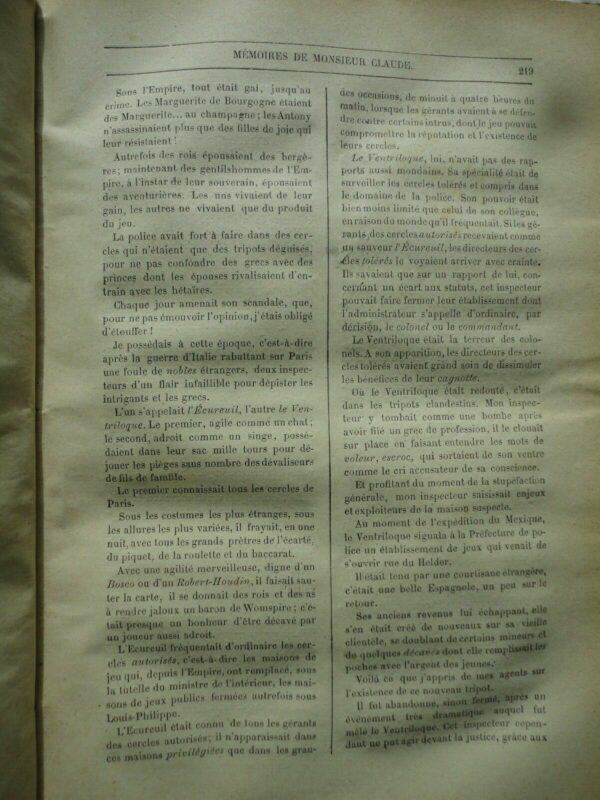 MÉMOIRES DE MONSIEUR CLAUDE.
219
Sous l'Empire, tout était gai, jusqu'au
crime. Les Marguerite de Bourgogne étaient
des Marguerite... au champagne; les Antony
n'assassinaient plus que des filles de joie qui
leur résistaient!
Autrefois des rois épousaient des bergè-
res; maintenant des gentilshommes de l'Em-
pire, à l'instar de leur souverain, épousaient
des aventurières. Les uns vivaient de leur
gain, les autres ne vivaient que du produit
du jeu.
La police avait fort à faire dans des cer-
cles qui n'étaient que des tripots déguisés,
pour ne pas confondre des grecs avec des
princes dont les épouses rivalisaient d'en-
train avec les hétaires.
Chaque jour amenait son scandale, que,
pour ne pas émouvoir l'opinion, j'étais obligé
d'étouffer!
Je possédais à cette époque, c'est-à-dire
après la guerre d'Italie rabattant sur Paris
une foule de nobles étrangers, deux inspec-
teurs d'un flair infaillible pour dépister les
intrigants et les grecs.
L'un s'appelait l'Écureuil, l'autre le Ven-
triloque. Le premier, agile comme un chat;
le second, adroit comme un singe, possé-
daient dans leur sac mille tours pour dé-
jouer les pièges sans nombre des dévaliseurs
de fils de famille.
Le premier connaissait tous les cercles de
Paris.
Sous les costumes les plus étranges, sous
les allures les plus variées, il frayait, en une
nuit, avec tous les grands prêtres de l'écarté,
du piquet, de la roulette et du baccarat.
Avec une agilité merveilleuse, digne d'un
Bosco ou d'un Robert-Houdin, il faisait sau-
ter la carte, il se donnait des rois et des as
à rendre jaloux un baron de Womspire; c'é-
tait presque un bonheur d'être décavé par
un joueur aussi adroit.
L'Ecureuil fréquentait d'ordinaire les cer-
cles autorisés, c'est-à-dire les maisons de
jeu qui, depuis l'Empire, ont remplacé, sous
la tutelle du ministre de l'intérieur, les mai-
sons de jeux publics fermées autrefois sous
Louis-Philippe.
L'Ecureuil était connu de tous les gérants
des cercles autorisés; il n'apparaissait dans
ces maisons privilégiées que dans les gran-
des occasions, de minuit à quatre heures du
matin, lorsque les gérants avaient à se défen-
dre contre certains intrus, dont le jeu pouvait
compromettre la réputation et l'existence de
leurs cercles.
Le Ventriloque, lui, n'avait pas des rap-
ports aussi mondains. Sa spécialité était de
surveiller les cercles tolérés et compris dans
le domaine de la police. Son pouvoir était
bien moins limité que celui de son collègue,
en raison du monde qu'il fréquentait. Si les gé-
rants des cercles autorisés recevaient comme
un sauveur l'Écureuil, les directeurs des cer-
cles tolérés le voyaient arriver avec crainte.
Ils savaient que sur un rapport de lui, con-
cernant un écart aux statuts, cet inspecteur
pouvait faire fermer leur établissement dont
l'administrateur s'appelle d'ordinaire, par
dérision, le colonel ou le commandant.
Le Ventriloque était la terreur des colo-
nels. A son apparition, les directeurs des cer-
cles tolérés avaient grand soin de dissimuler
les bénéfices de leur cagnotte.
Où le Ventriloque était redouté, c'était
dans les tripots clandestins. Mon inspec-
teur y tombait comme une bombe après
avoir filé un grec de profession, il le clouait
sur place en faisant entendre les mots de
voleur, escroc, qui sortaient de son ventre
comme le cri accusateur de sa conscience.
Et profitant du moment de la stupéfaction
générale, mon inspecteur saisissait enjeux
et exploiteurs de la maison suspecte.
Au moment de l'expédition du Mexique,
le Ventriloque signala à la Préfecture de po-
lice un établissement de jeux qui venait de
s'ouvrir rue du Helder.
Il était tenu par une courtisane étrangère,
c'était une belle Espagnole, un peu sur le
retour.
Ses anciens revenus lui échappant, elle
s'en était créé de nouveaux sur sa vieille
clientèle, se doublant de certains mineurs et
de quelques décavés dont elle remplissait les
poches avec l'argent des jeunes.
Voilà ce que j'appris de mes agents sur
l'existence de ce nouveau tripot.
Il fut abandonné, sinon fermé, après un
événement très dramatique auquel fut
mêlé le Ventriloque. Cet inspecteur cepen-
dant ne put agir devant la justice, grâce aux